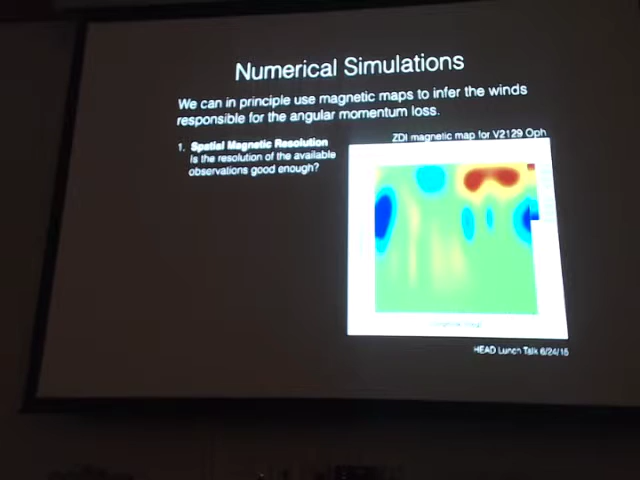 Numerical Simulations
We can in principle use magnetic maps to infer the winds
responsible for the angular momentum loss.
1. Spatial Magnetic Resolution
Is the resolution of the available
observations good enough?
ZDI magnetic map for V2129 Oph
HEAD Lunch Talk 6/24/15